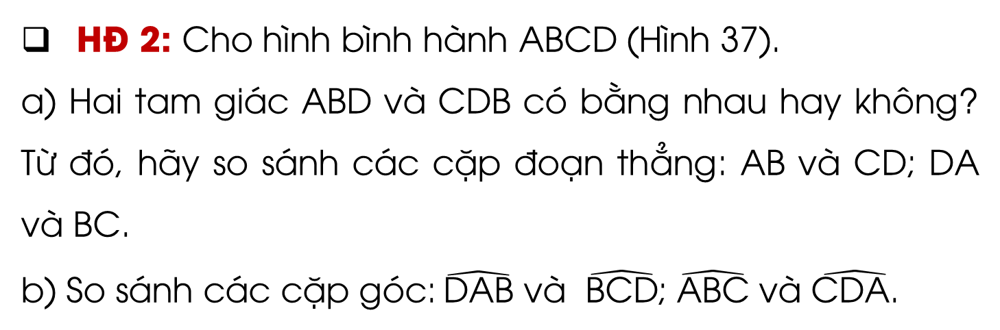 ❑ HĐ 2: Cho hình bình hành ABCD (Hình 37).
a) Hai tam giác ABD và CDB có bằng nhau hay không?
Từ đó, hãy so sánh các cặp đoạn thẳng: AB và CD; DA
và BC.
b) So sánh các cặp góc: $\widehat{DAB}$ và $\widehat{BCD}$; $\widehat{ABC}$ và $\widehat{CDA}$.